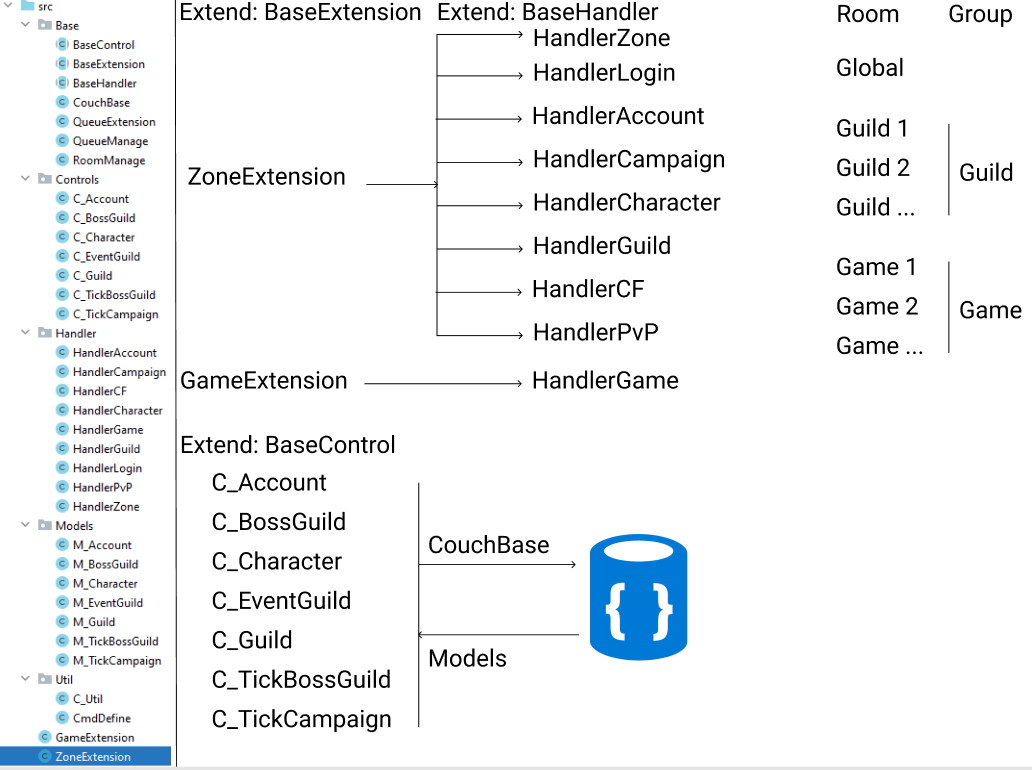 src
Base
BaseControl
BaseExtension
BaseHandler
CouchBase
QueueExtension
QueueManage
RoomManage
Controls
C_Account
C_BossGuild
C_Character
C_EventGuild
C_Guild
C_TickBossGuild
C_TickCampaign
Handler
HandlerAccount
HandlerCampaign
HandlerCF
HandlerCharacter
HandlerGame
HandlerGuild
HandlerLogin
HandlerPvP
HandlerZone
Models
M_Account
M_BossGuild
M_Character
M_EventGuild
M_Guild
M_TickBossGuild
M_TickCampaign
Util
C_Util
CmdDefine
GameExtension
ZoneExtension
Extend: BaseExtension
ZoneExtension
GameExtension
Extend: BaseHandler
HandlerZone
HandlerLogin
HandlerAccount
HandlerCampaign
HandlerCharacter
HandlerGuild
HandlerCF
HandlerPvP
HandlerGame
Room
Group
Global
Guild 1
Guild 2
Guild ...
Guild
Game 1
Game 2
Game ...
Game
Extend: BaseControl
C_Account
C_BossGuild
C_Character
C_EventGuild
C_Guild
C_TickBossGuild
C_TickCampaign
CouchBase
Models
{ }